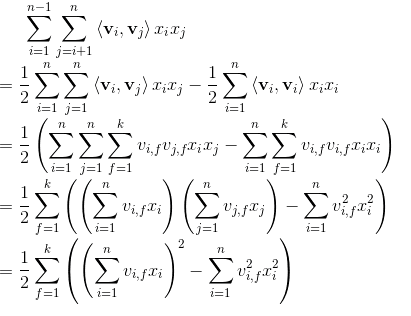 \sum_{i=1}^{n-1} \sum_{j=i+1}^{n} \langle \mathbf{v}_i, \mathbf{v}_j \rangle x_i x_j
= \frac{1}{2} \sum_{i=1}^{n} \sum_{j=1}^{n} \langle \mathbf{v}_i, \mathbf{v}_j \rangle x_i x_j - \frac{1}{2} \sum_{i=1}^{n} \langle \mathbf{v}_i, \mathbf{v}_i \rangle x_i x_i
= \frac{1}{2} \left( \sum_{i=1}^{n} \sum_{j=1}^{n} \sum_{f=1}^{k} v_{i,f} v_{j,f} x_i x_j - \sum_{i=1}^{n} \sum_{f=1}^{k} v_{i,f} v_{i,f} x_i x_i \right)
= \frac{1}{2} \sum_{f=1}^{k} \left( \left( \sum_{i=1}^{n} v_{i,f} x_i \right) \left( \sum_{j=1}^{n} v_{j,f} x_j \right) - \sum_{i=1}^{n} v_{i,f}^2 x_i^2 \right)
= \frac{1}{2} \sum_{f=1}^{k} \left( \left( \sum_{i=1}^{n} v_{i,f} x_i \right)^2 - \sum_{i=1}^{n} v_{i,f}^2 x_i^2 \right)